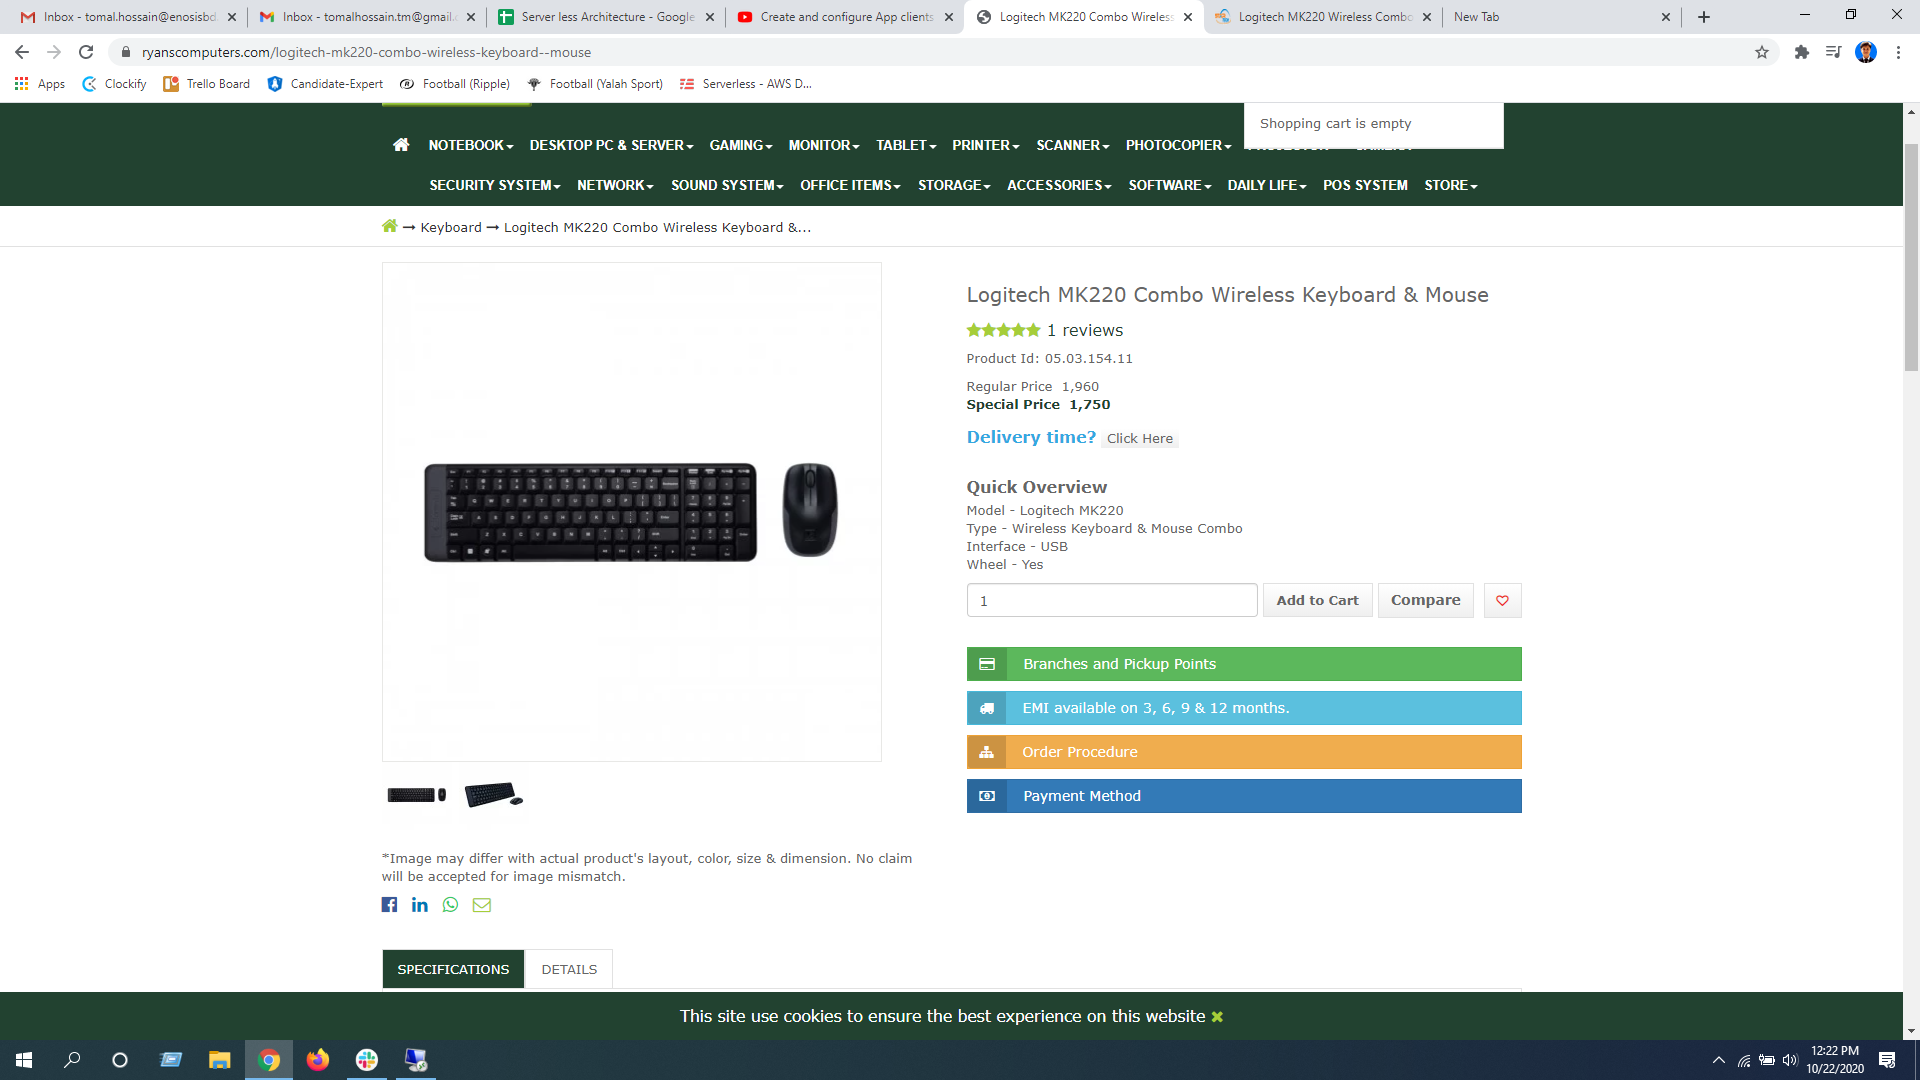 Inbox - tomal.hossain@enosisbd.
Inbox - tomalhossain.tm@gmail.c
Server less Architecture - Google
Create and configure App clients
Logitech MK220 Combo Wireless
Logitech MK220 Wireless Combo
New Tab
ryanscomputers.com/logitech-mk220-combo-wireless-keyboard--mouse
Apps
Clockify
Trello Board
Candidate-Expert
Football (Ripple)
Football (Yalah Sport)
Serverless - AWS D...
Shopping cart is empty
NOTEBOOK DESKTOP PC & SERVER GAMING MONITOR TABLET PRINTER SCANNER PHOTOCOPIER
SECURITY SYSTEM NETWORK SOUND SYSTEM OFFICE ITEMS STORAGE ACCESSORIES SOFTWARE DAILY LIFE POS SYSTEM STORE
→ Keyboard → Logitech MK220 Combo Wireless Keyboard &...
Logitech MK220 Combo Wireless Keyboard & Mouse
1 reviews
Product Id: 05.03.154.11
Regular Price 1,960
Special Price 1,750
Delivery time? Click Here
Quick Overview
Model - Logitech MK220
Type - Wireless Keyboard & Mouse Combo
Interface - USB
Wheel - Yes
1
Add to Cart
Compare
Branches and Pickup Points
EMI available on 3, 6, 9 & 12 months.
Order Procedure
Payment Method
*Image may differ with actual product's layout, color, size & dimension. No claim
will be accepted for image mismatch.
SPECIFICATIONS
DETAILS
This site use cookies to ensure the best experience on this website
12:22 PM
10/22/2020